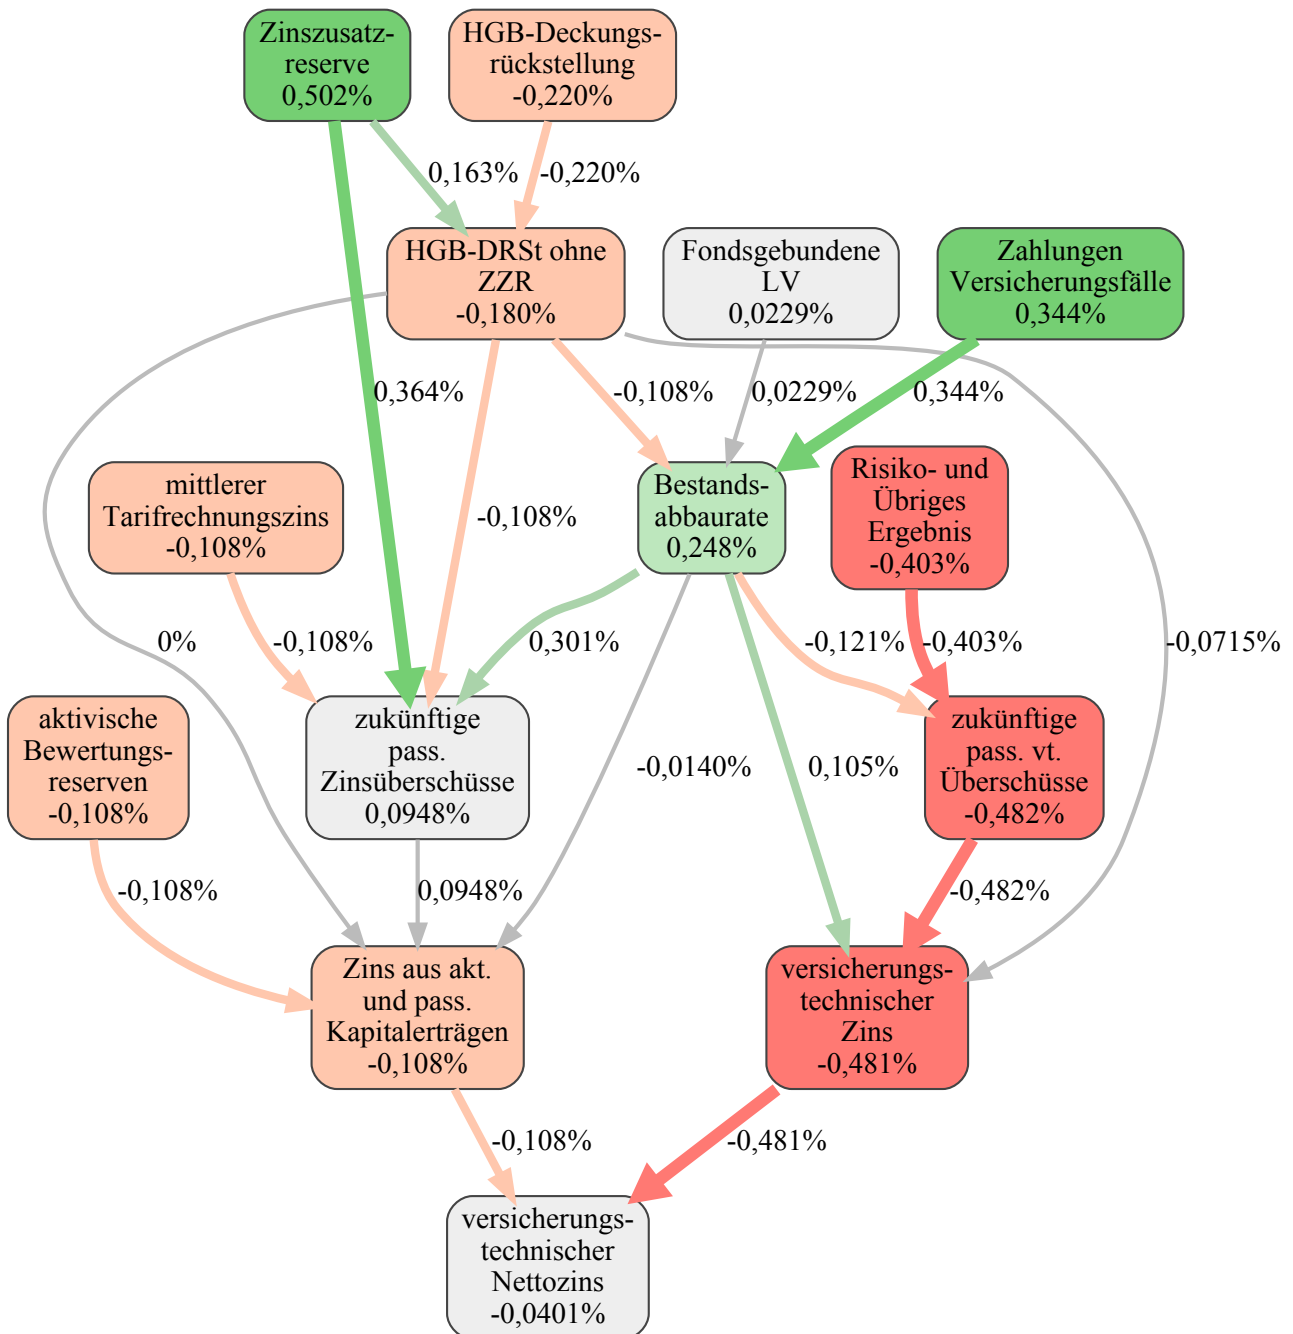 Zinszusatz-
reserve
0,502%
HGB-Deckungs-
rückstellung
-0,220%
0,163%
-0,220%
HGB-DRSt ohne
ZZR
-0,180%
Fondsgebundene
LV
0,0229%
Zahlungen
Versicherungsfälle
0,344%
0,364%
-0,108%
0,0229%
0,344%
mittlerer
Tarifrechnungszins
-0,108%
-0,108%
Bestands-
abbaurate
0,248%
Risiko- und
Übriges
Ergebnis
-0,403%
0%
-0,108%
0,301%
-0,121%
-0,403%
-0,0715%
aktivische
Bewertungs-
reserven
-0,108%
zukünftige
pass.
Zinsüberschüsse
0,0948%
-0,0140%
0,105%
zukünftige
pass. vt.
Überschüsse
-0,482%
-0,108%
0,0948%
-0,482%
Zins aus akt.
und pass.
Kapitalerträgen
-0,108%
versicherungs-
technischer
Zins
-0,481%
-0,108%
-0,481%
versicherungs-
technischer
Nettozins
-0,0401%